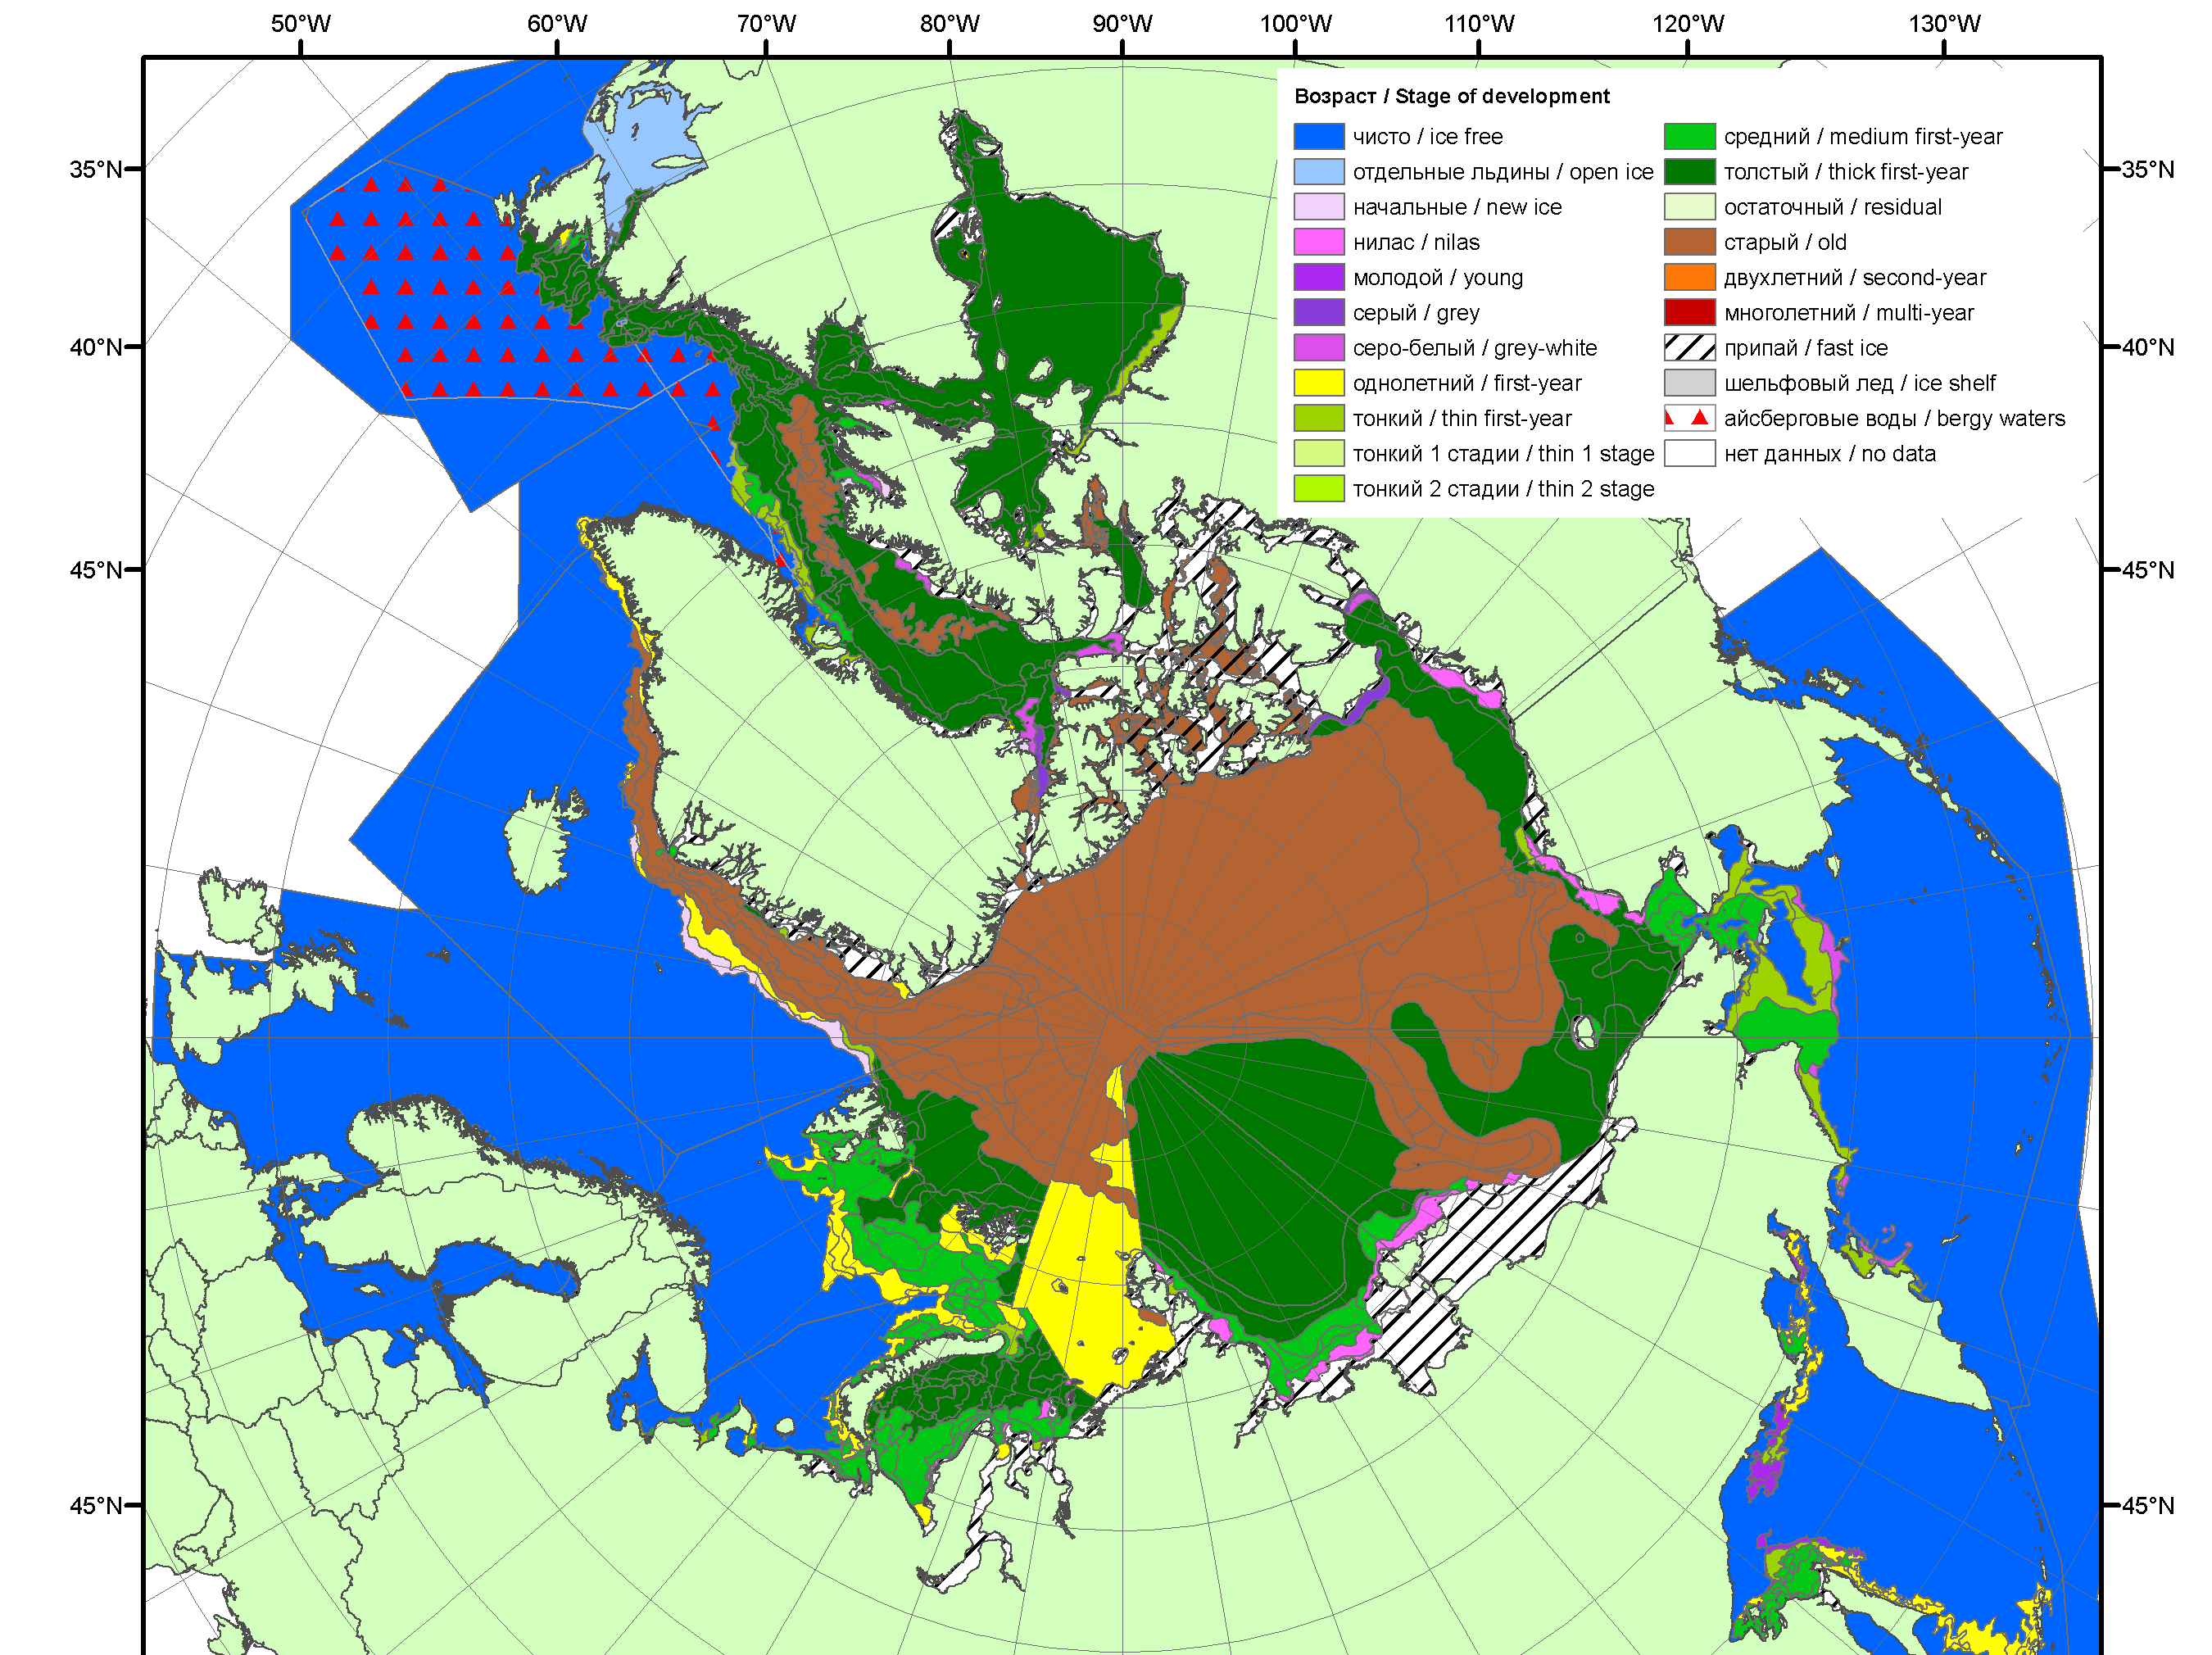 50°W 60°W 70°W 80°W 90°W 100°W 110°W 120°W 130°W
Возраст / Stage of development
чисто / ice free
отдельные льдины / open ice
начальные / new ice
нилас / nilas
молодой / young
серый / grey
серо-белый / grey-white
однолетний / first-year
тонкий / thin first-year
тонкий 1 стадии / thin 1 stage
тонкий 2 стадии / thin 2 stage
средний / medium first-year
толстый / thick first-year
остаточный / residual
старый / old
двухлетний / second-year
многолетний / multi-year
припай / fast ice
шельфовый лед / ice shelf
айсберговые воды / bergy waters
нет данных / no data
35°N 35°N
40°N 40°N
45°N 45°N
45°N 45°N